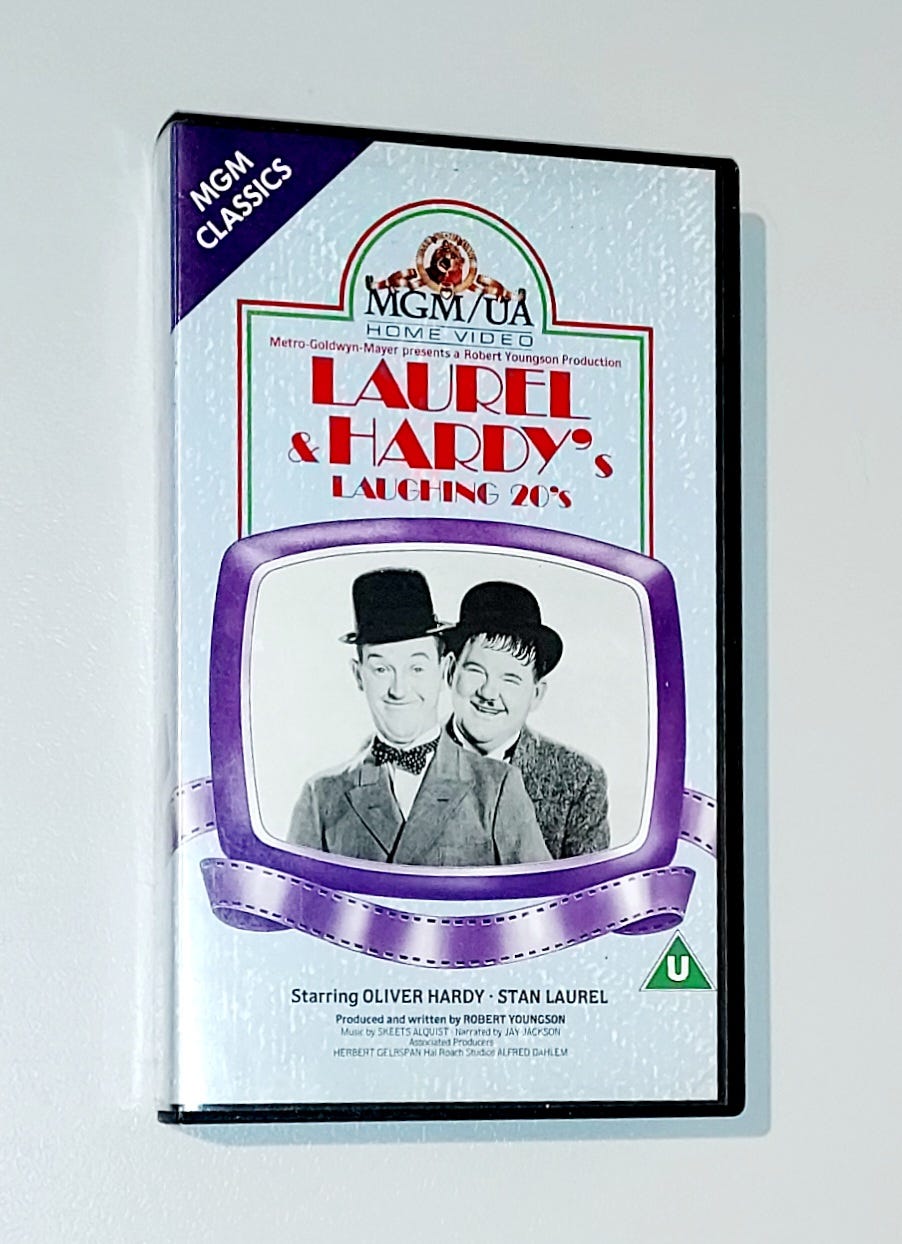 MGM
CLASSICS
MGM/UA
HOME VIDEO
Metro-Goldwyn-Mayer presents a Robert Youngson Production
LAUREL
& HARDY's
LAUGHING 20's
U
Starring OLIVER HARDY · STAN LAUREL
Produced and written by ROBERT YOUNGSON
Music by SKEETS ALQUIST · Narrated by JAY JACKSON
Associated Producers
HERBERT GELBSPAN Hal Roach Studios ALFRED DAHLEM